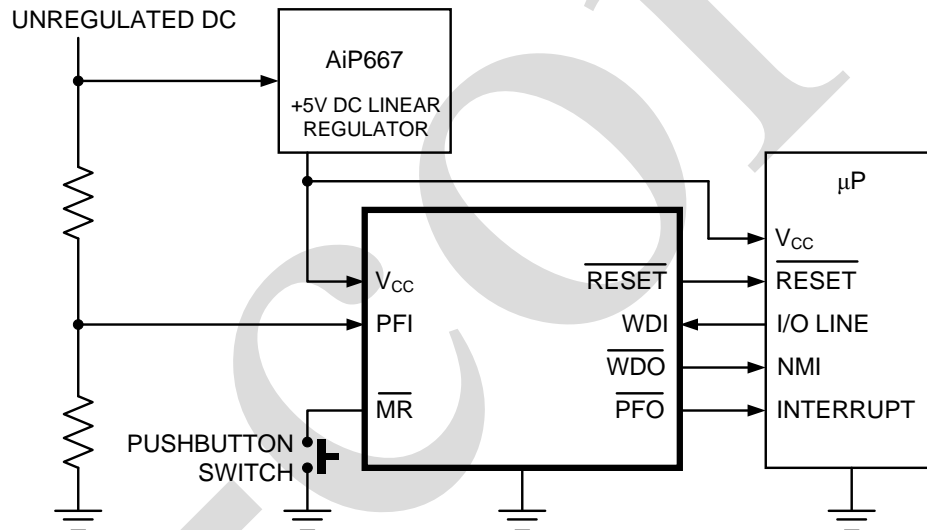 UNREGULATED DC
AiP667
+5V DC LINEAR
REGULATOR
μP
VCC
RESET
I/O LINE
NMI
INTERRUPT
VCC
PFI
MR
RESET
WDI
WDO
PFO
PUSHBUTTON
SWITCH